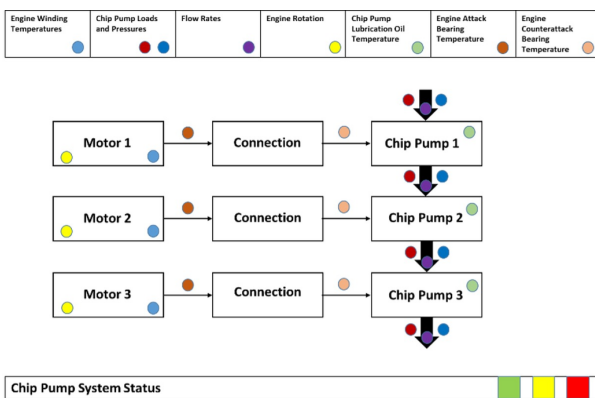 Engine Winding
Temperatures
Chip Pump Loads
and Pressures
Flow Rates
Engine Rotation
Chip Pump
Lubrication Oil
Temperature
Engine Attack
Bearing
Temperature
Engine
Counterattack
Bearing
Temperature
Motor 1
Connection
Chip Pump 1
Motor 2
Connection
Chip Pump 2
Motor 3
Connection
Chip Pump 3
Chip Pump System Status